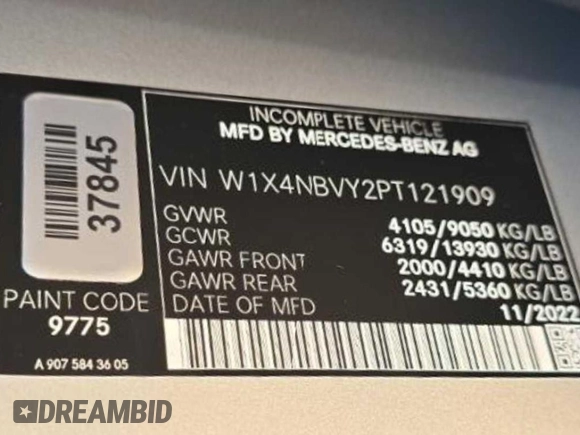 37845
INCOMPLETE VEHICLE
MFD BY MERCEDES-BENZ AG
VIN W1X4NBVY2PT121909
GVWR 4105/9050 KG/LB
GCWR 6319/13930 KG/LB
GAWR FRONT 2000/4410 KG/LB
GAWR REAR 2431/5360 KG/LB
DATE OF MFD 11/2022
PAINT CODE
9775
A 907 584 36 05
DREAMBID